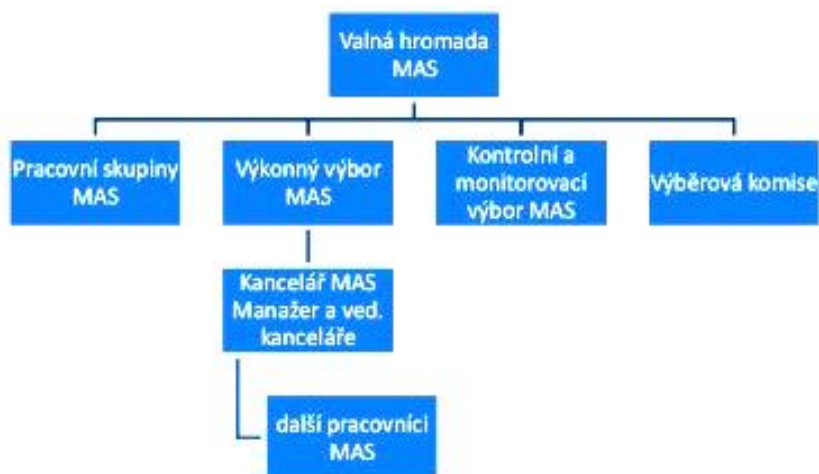 Valná hromada
MAS
Pracovní skupiny
MAS
Výkonný výbor
MAS
Kontrolní a
monitorovací
výbor MAS
Výběrová komise
Kancelář MAS
Manažer a ved.
kanceláře
další pracovníci
MAS